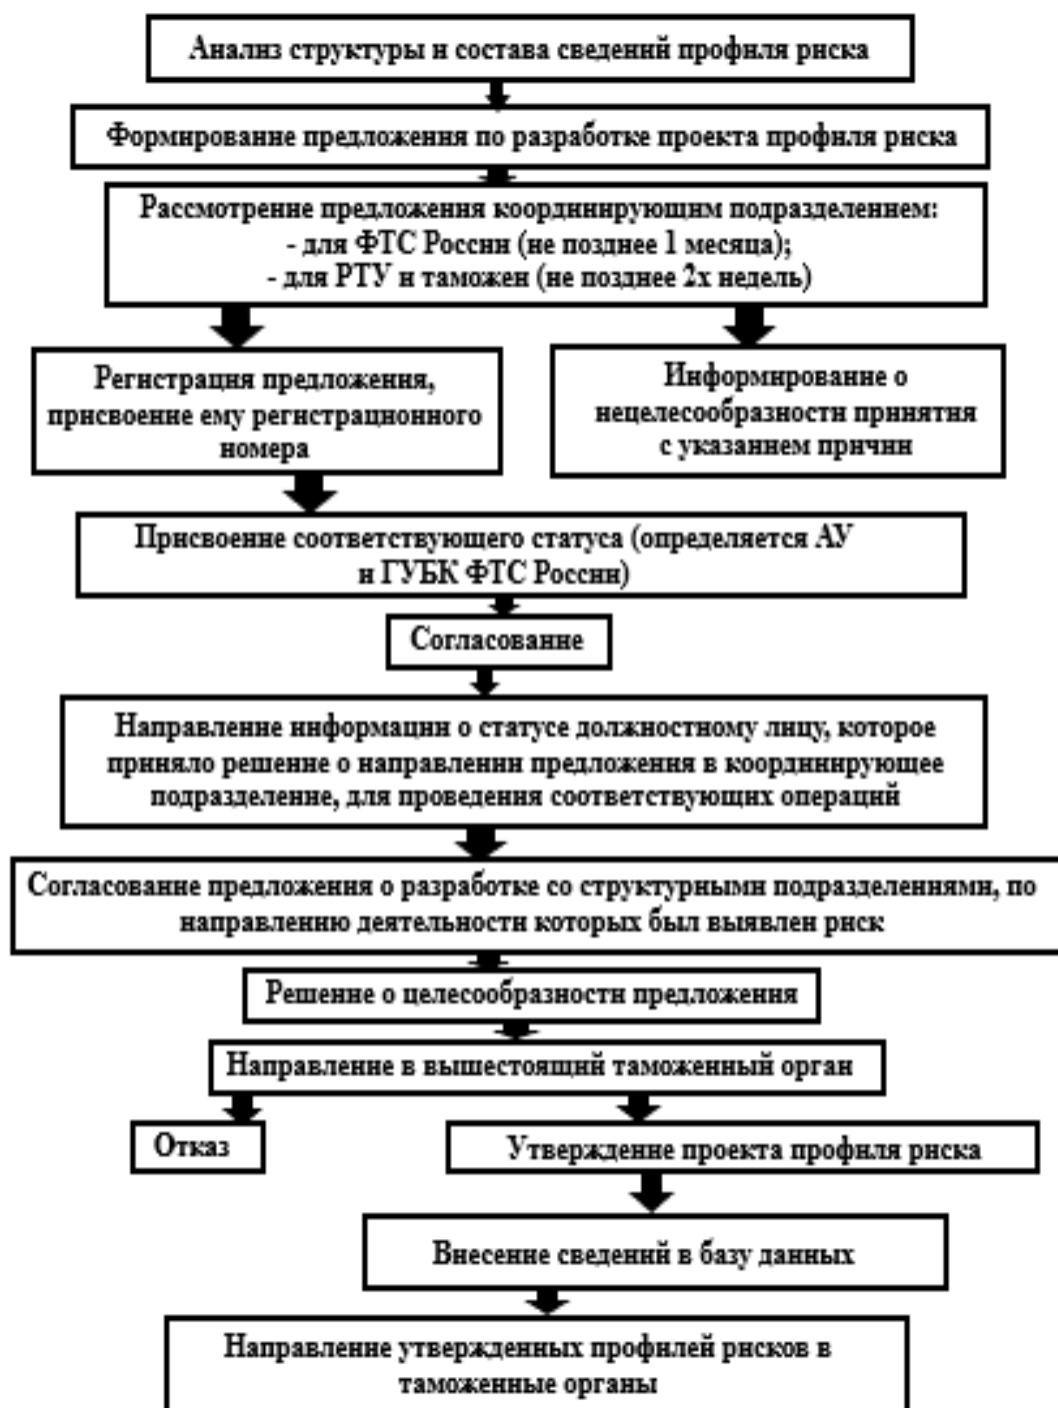 Анализ структуры и состава сведений профиля риска
Формирование предложения по разработке проекта профиля риска
Рассмотрение предложения координирующим подразделением:
- для ФТС России (не позднее 1 месяца);
- для РТУ и таможен (не позднее 2х недель)
Регистрация предложения,
присвоение ему регистрационного
номера
Информирование о
нецелесообразности принятия
с указанием причин
Присвоение соответствующего статуса (определяется АУ
и ГУБК ФТС России)
Согласование
Направление информации о статусе должностному лицу, которое
приняло решение о направлении предложения в координирующее
подразделение, для проведения соответствующих операций
Согласование предложения о разработке со структурными подразделениями, по
направлению деятельности которых был выявлен риск
Решение о целесообразности предложения
Направление в вышестоящий таможенный орган
Отказ
Утверждение проекта профиля риска
Внесение сведений в базу данных
Направление утвержденных профилей рисков в
таможенные органы